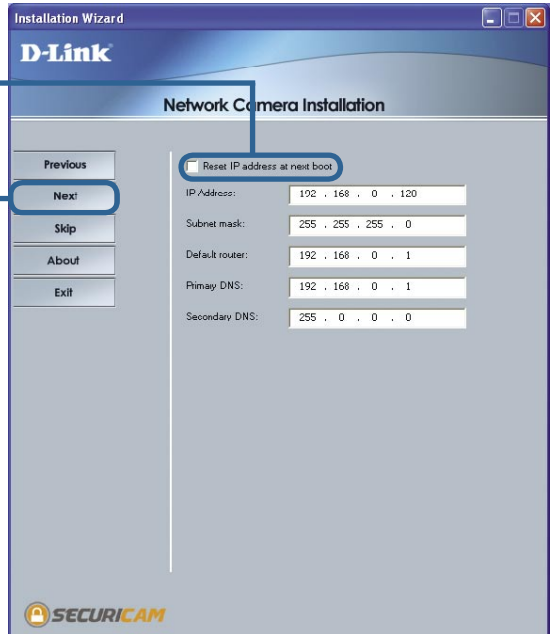 Installation Wizard
D-Link
Network Camera Installation
Previous
Next
Skip
About
Exit
Reset IP address at next boot
IP Address: 192 . 168 . 0 . 120
Subnet mask: 255 . 255 . 255 . 0
Default router: 192 . 168 . 0 . 1
Primary DNS: 192 . 168 . 0 . 1
Secondary DNS: 255 . 0 . 0 . 0
SECURICAM